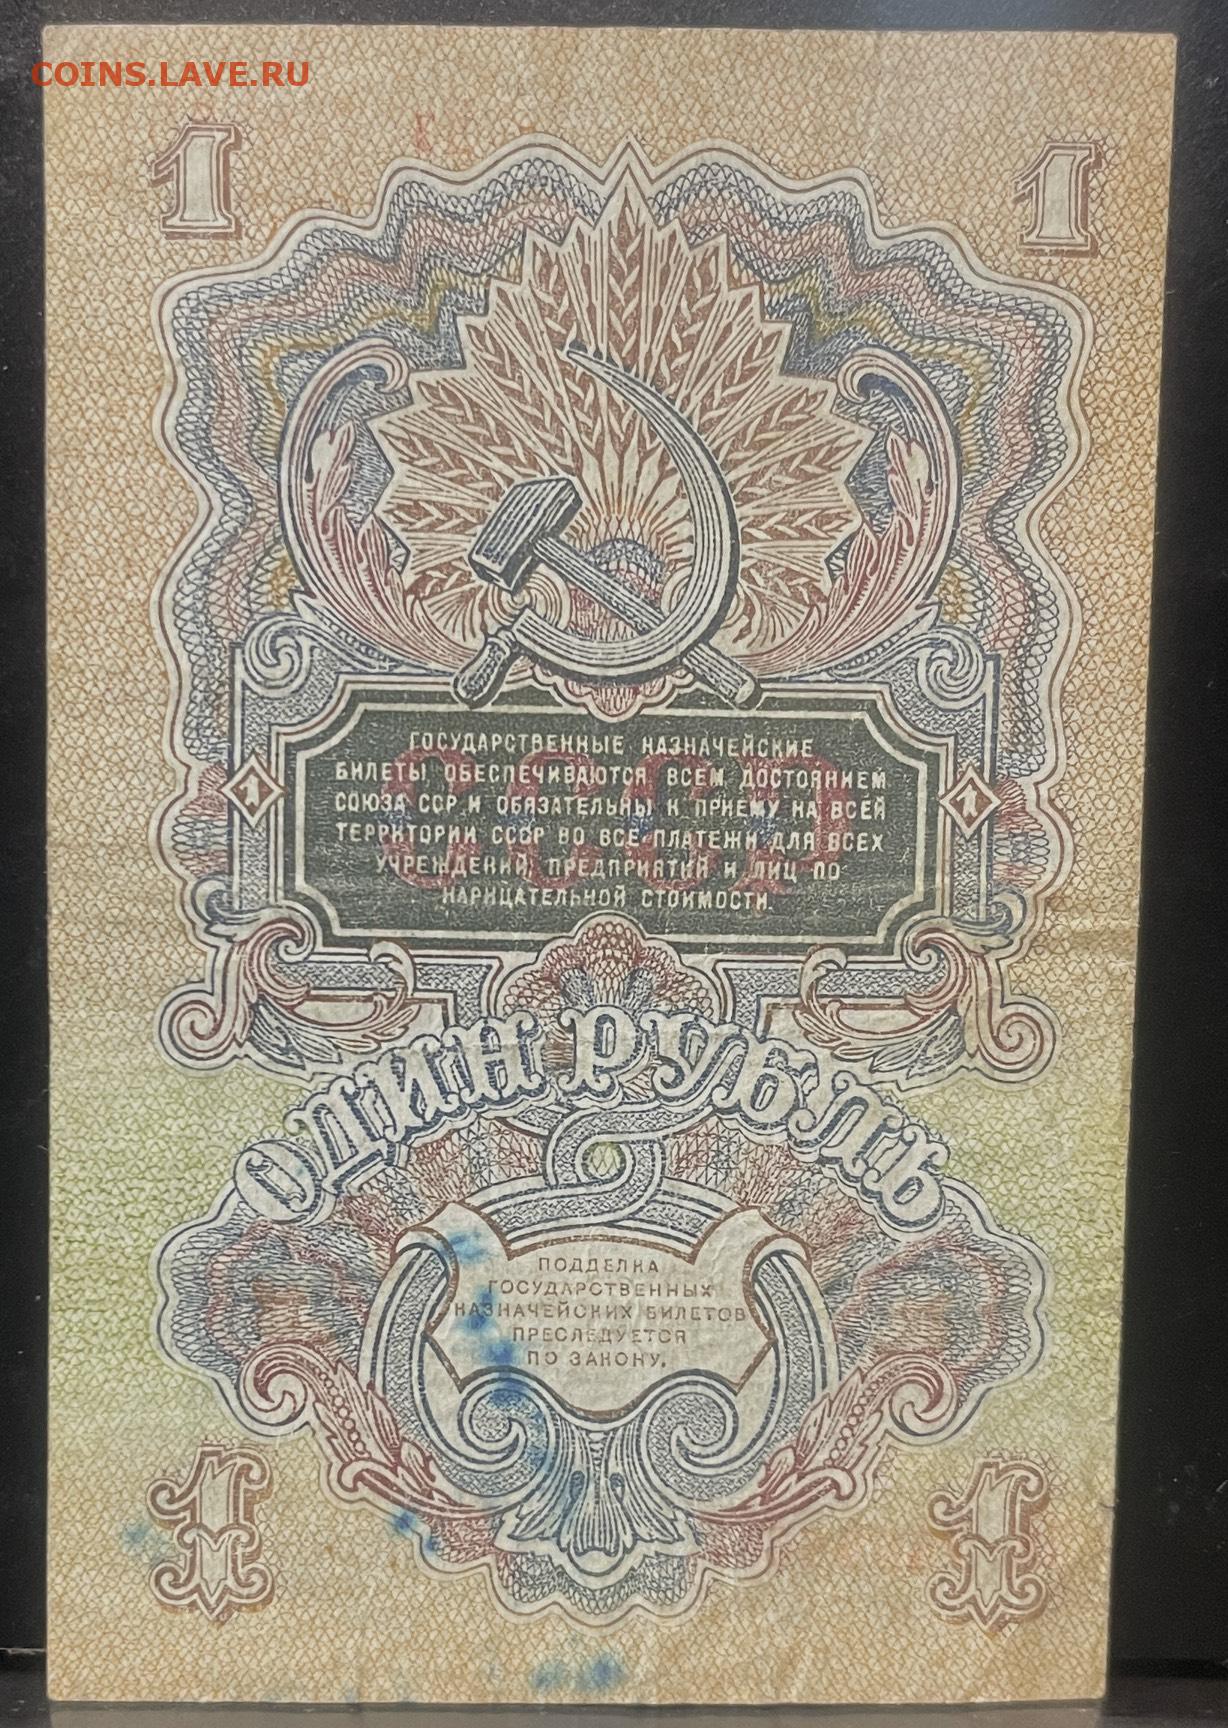 COINS.LAVE.RU
1 1
ГОСУДАРСТВЕННЫЕ КАЗНАЧЕЙСКИЕ
БИЛЕТЫ ОБЕСПЕЧИВАЮТСЯ ВСЕМ ДОСТОЯНИЕМ
СОЮЗА ССР И ОБЯЗАТЕЛЬНЫ К ПРИЕМУ НА ВСЕЙ
1 1
ТЕРРИТОРИИ СССР ВО ВСЕ ПЛАТЕЖИ ДЛЯ ВСЕХ
УЧРЕЖДЕНИЙ, ПРЕДПРИЯТИЙ И ЛИЦ ПО
НАРИЦАТЕЛЬНОЙ СТОИМОСТИ.
СССР
ОДИН РУБЛЬ
ПОДДЕЛКА
ГОСУДАРСТВЕННЫХ
КАЗНАЧЕЙСКИХ БИЛЕТОВ
ПРЕСЛЕДУЕТСЯ
ПО ЗАКОНУ.
1 1